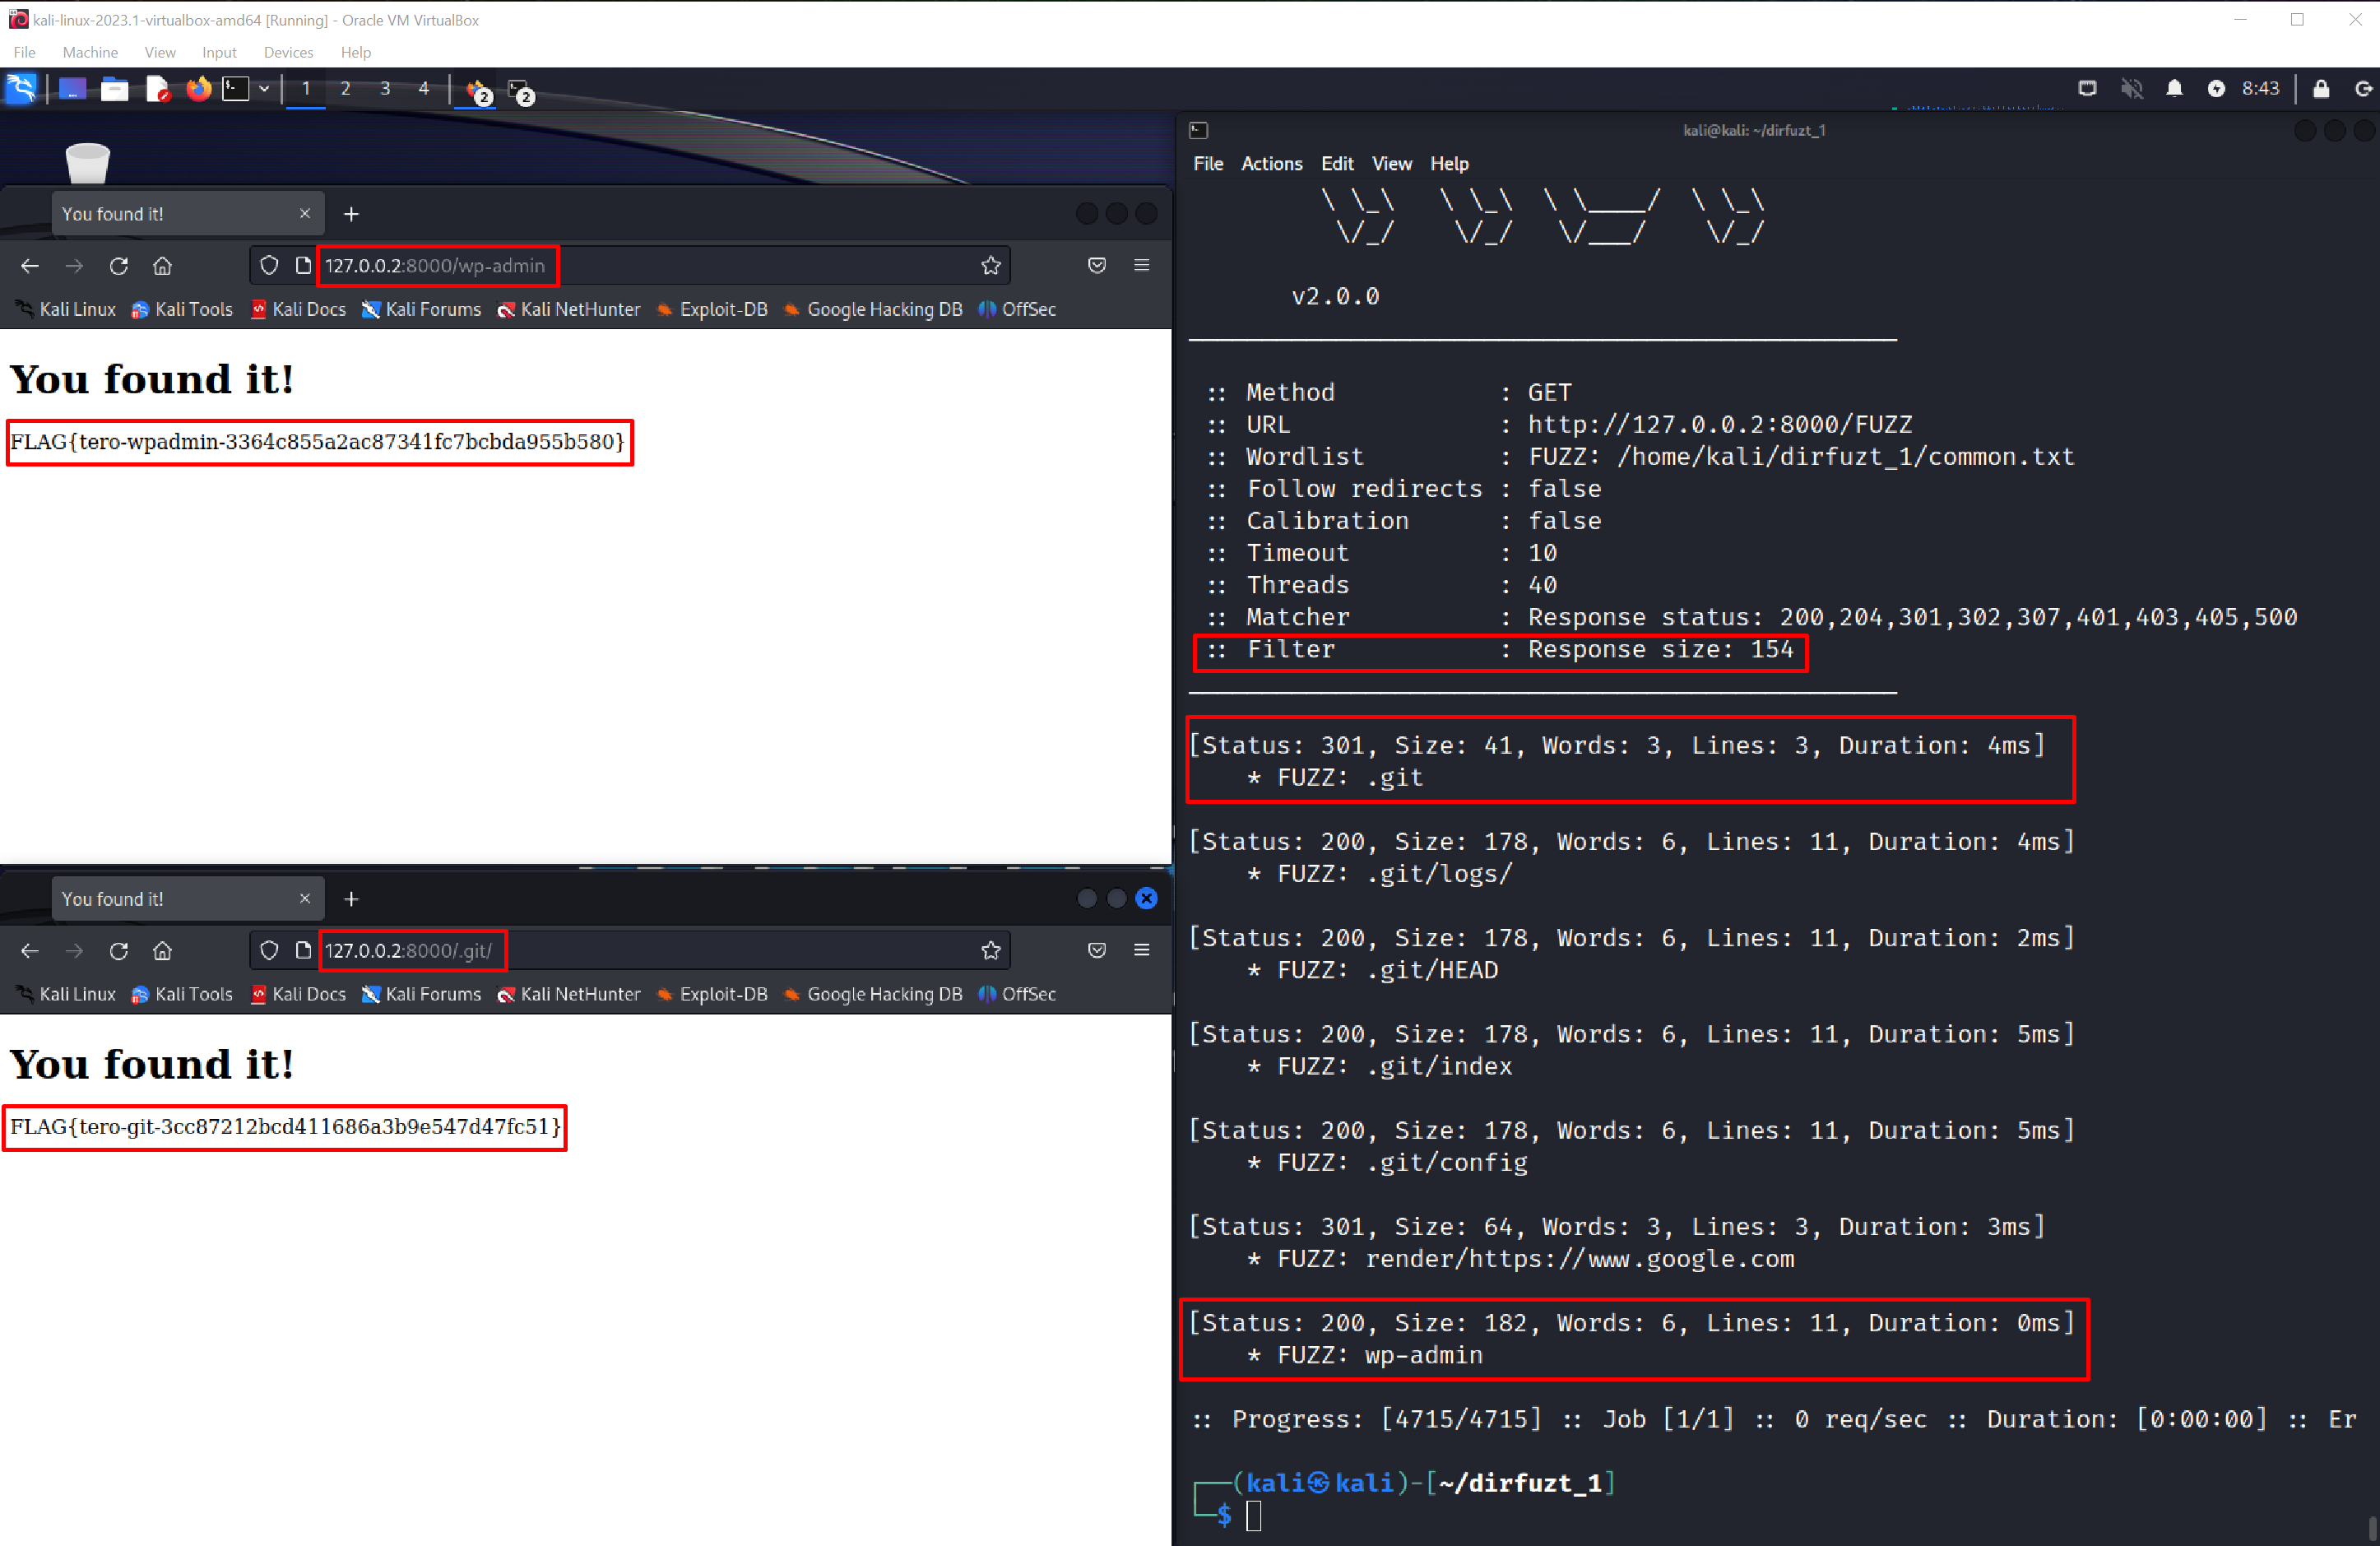 kali-linux-2023.1-virtualbox-amd64 [Running] - Oracle VM VirtualBox
File Machine View Input Devices Help
1 2 3 4 2 2 8:43
You found it!
127.0.0.2:8000/wp-admin
Kali Linux Kali Tools Kali Docs Kali Forums Kali NetHunter Exploit-DB Google Hacking DB OffSec
You found it!
FLAG{tero-wpadmin-3364c855a2ac87341fc7bcbda955b580}
You found it!
127.0.0.2:8000/.git/
Kali Linux Kali Tools Kali Docs Kali Forums Kali NetHunter Exploit-DB Google Hacking DB OffSec
You found it!
FLAG{tero-git-3cc87212bcd411686a3b9e547d47fc51}
kali@kali: ~/dirfuzt_1
File Actions Edit View Help
\ \_\   \ \_\  \ \____/  \ \_\
\/_/    \/_/   \/___/    \/_/
v2.0.0
________________________________________________
:: Method : GET
:: URL : http://127.0.0.2:8000/FUZZ
:: Wordlist : FUZZ: /home/kali/dirfuzt_1/common.txt
:: Follow redirects : false
:: Calibration : false
:: Timeout : 10
:: Threads : 40
:: Matcher : Response status: 200,204,301,302,307,401,403,405,500
:: Filter : Response size: 154
________________________________________________
[Status: 301, Size: 41, Words: 3, Lines: 3, Duration: 4ms]
* FUZZ: .git
[Status: 200, Size: 178, Words: 6, Lines: 11, Duration: 4ms]
* FUZZ: .git/logs/
[Status: 200, Size: 178, Words: 6, Lines: 11, Duration: 2ms]
* FUZZ: .git/HEAD
[Status: 200, Size: 178, Words: 6, Lines: 11, Duration: 5ms]
* FUZZ: .git/index
[Status: 200, Size: 178, Words: 6, Lines: 11, Duration: 5ms]
* FUZZ: .git/config
[Status: 301, Size: 64, Words: 3, Lines: 3, Duration: 3ms]
* FUZZ: render/https://www.google.com
[Status: 200, Size: 182, Words: 6, Lines: 11, Duration: 0ms]
* FUZZ: wp-admin
:: Progress: [4715/4715] :: Job [1/1] :: 0 req/sec :: Duration: [0:00:00] :: Er
┌──(kali㉿kali)-[~/dirfuzt_1]
└─$